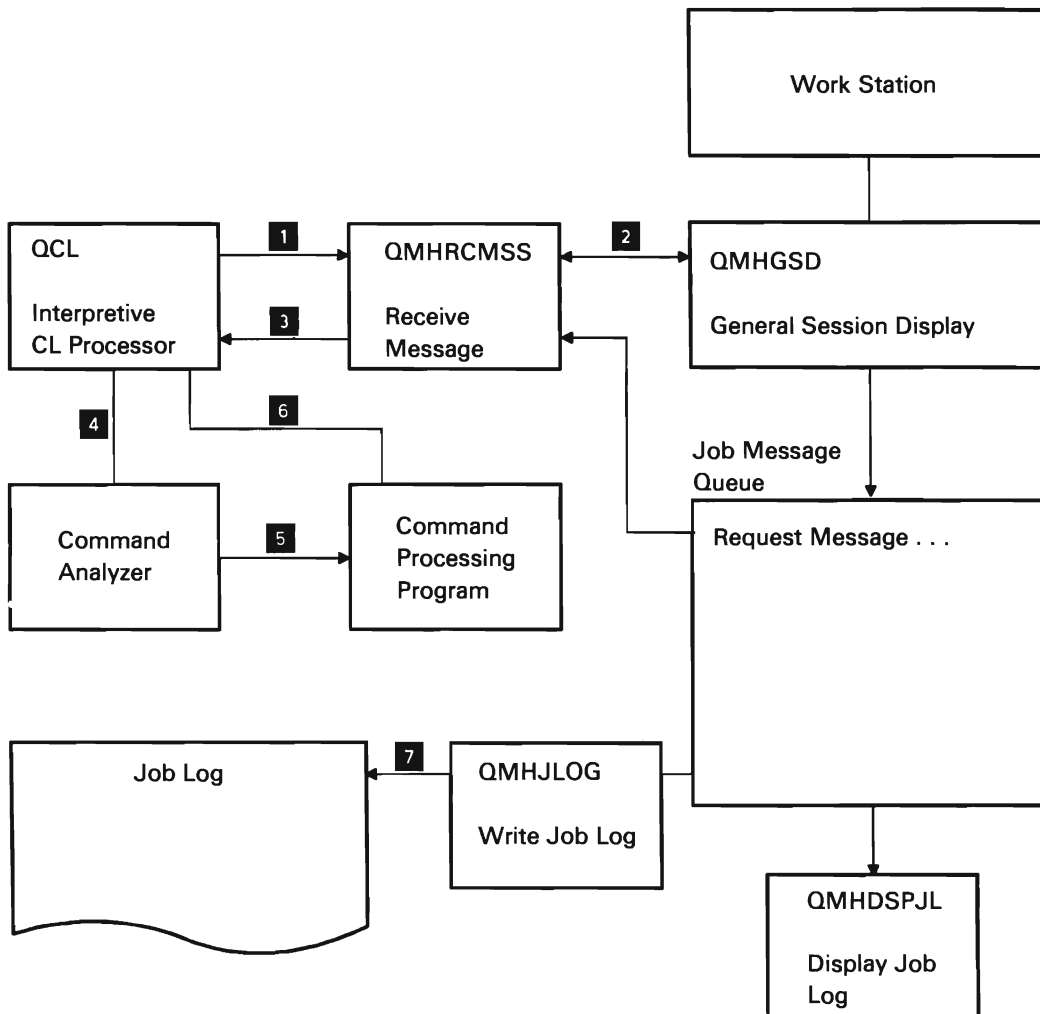 Work Station
QCL
Interpretive
CL Processor
1
QMHRCMSS
Receive
Message
2
QMHGSD
General Session Display
3
4
6
Job Message
Queue
Command
Analyzer
5
Command
Processing
Program
Request Message . . .
Job Log
7
QMHJLOG
Write Job Log
QMHDSPJL
Display Job
Log